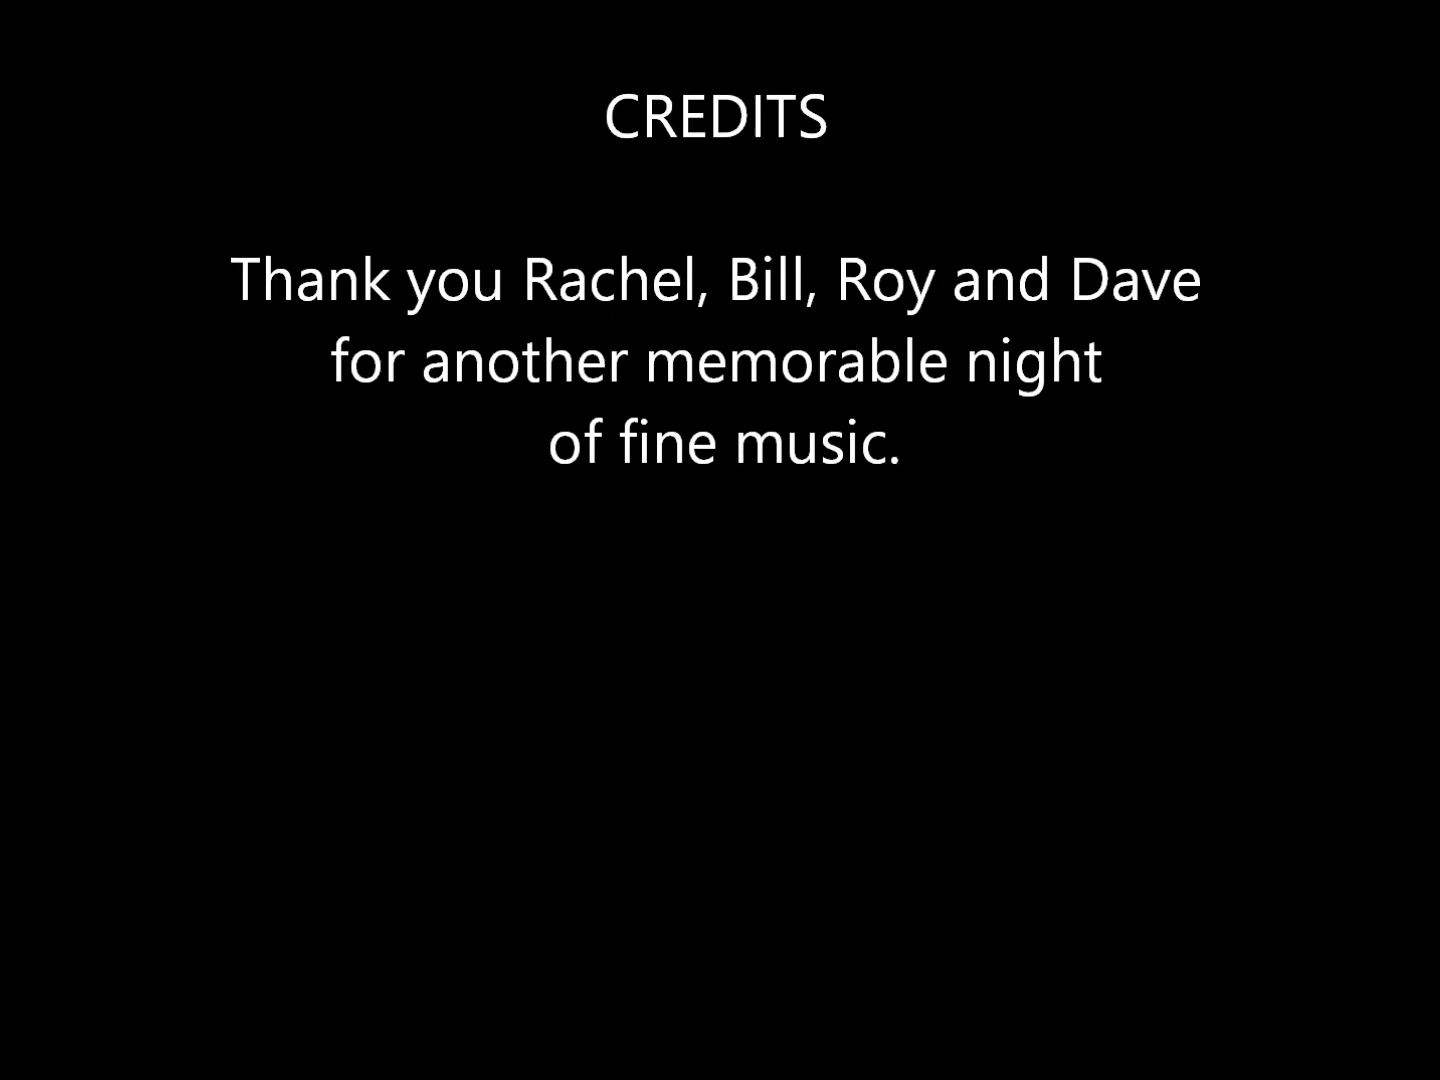 CREDITS
Thank you Rachel, Bill, Roy and Dave
for another memorable night
of fine music.